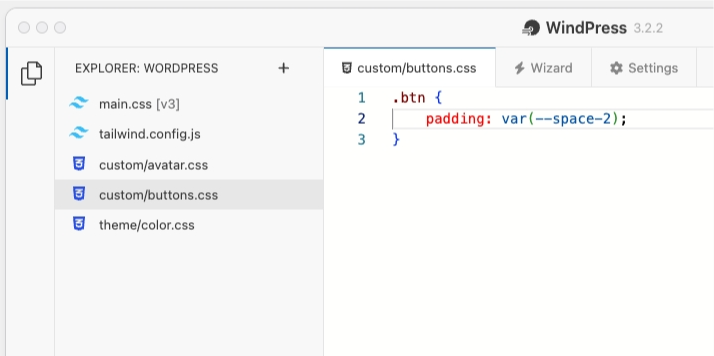 WindPress 3.2.2
EXPLORER: WORDPRESS +
main.css [v3]
tailwind.config.js
custom/avatar.css
custom/buttons.css
theme/color.css
custom/buttons.css
Wizard
Settings
1 .btn {
2 padding: var(--space-2);
3 }